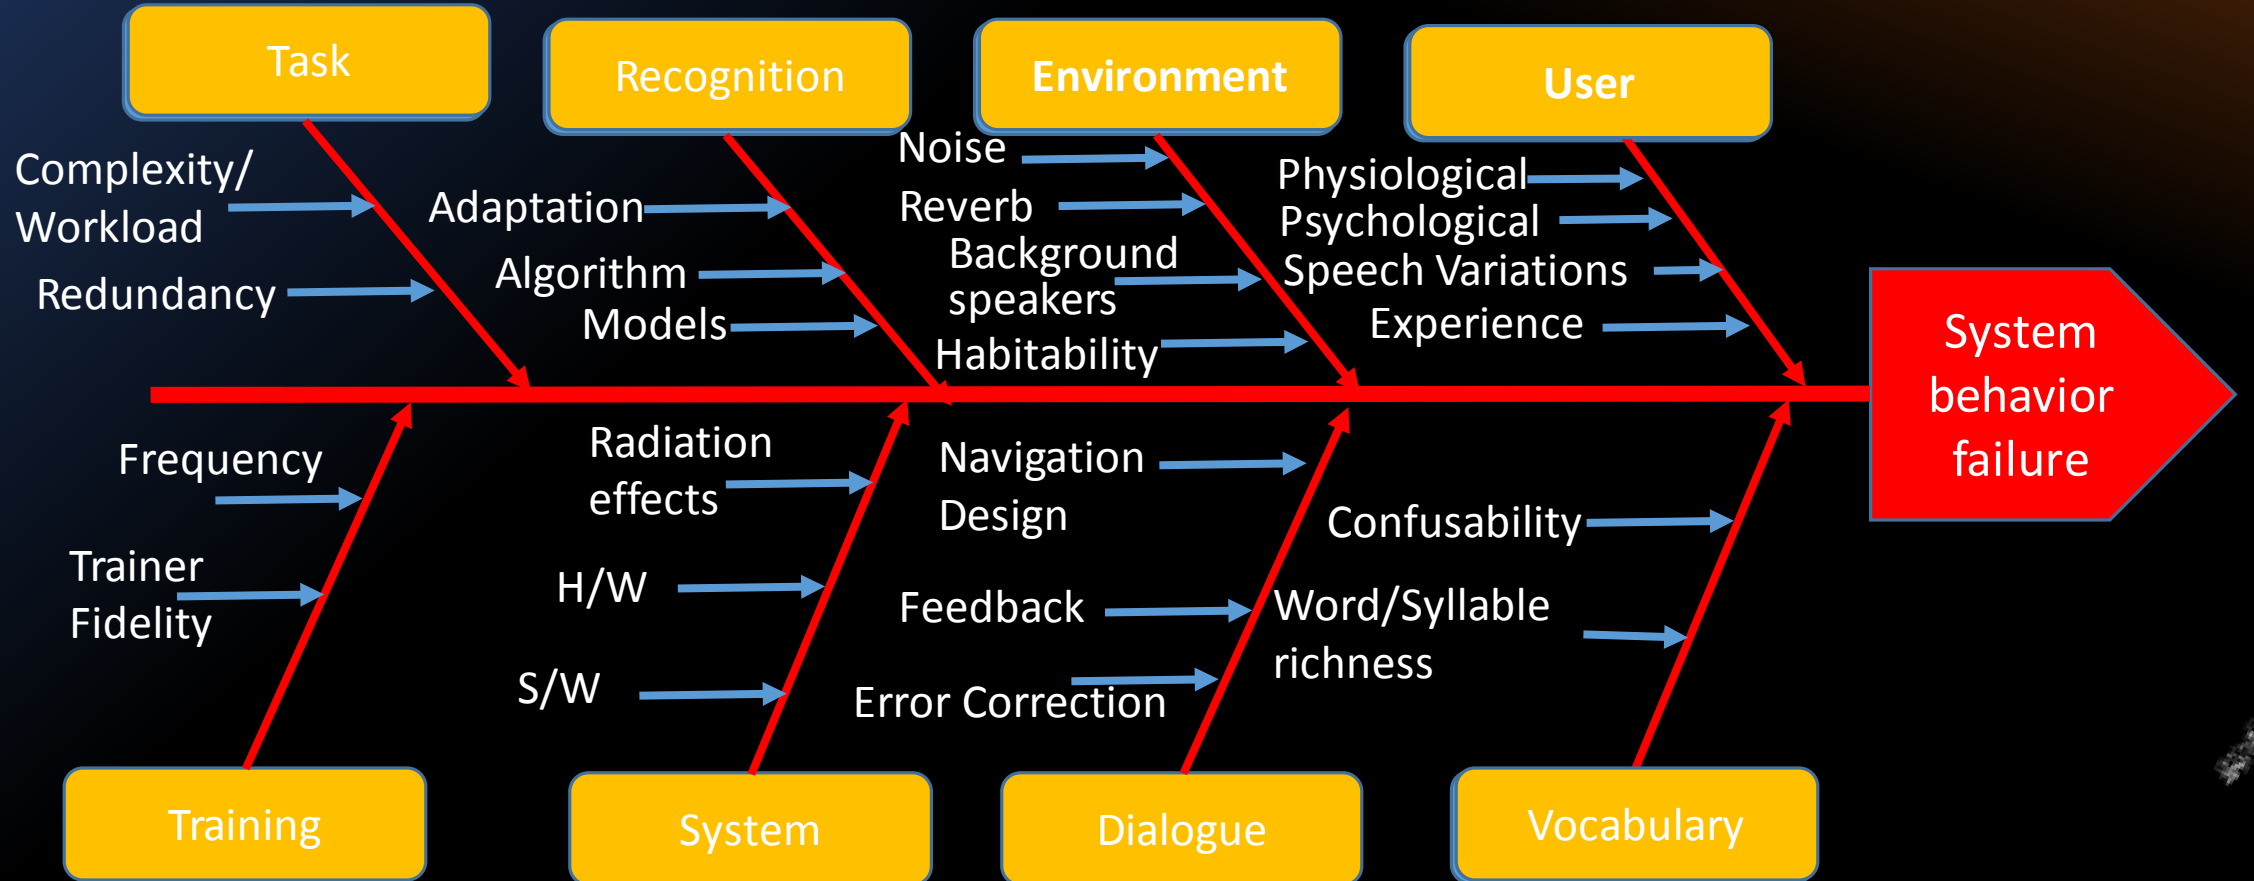 Task
Recognition
Environment
User
Complexity/
Workload
Redundancy
Adaptation
Algorithm
Models
Noise
Reverb
Background
speakers
Habitability
Physiological
Psychological
Speech Variations
Experience
System
behavior
failure
Frequency
Trainer
Fidelity
Radiation
effects
H/W
S/W
Navigation
Design
Feedback
Error Correction
Confusability
Word/Syllable
richness
Training
System
Dialogue
Vocabulary